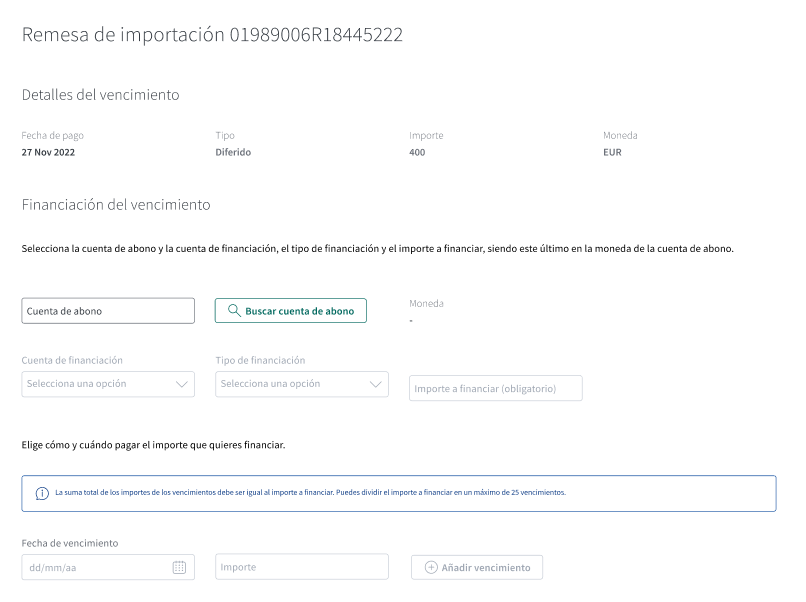 Remesa de importación 01989006R18445222
Detalles del vencimiento
Fecha de pago Tipo Importe Moneda
27 Nov 2022 Diferido 400 EUR
Financiación del vencimiento
Selecciona la cuenta de abono y la cuenta de financiación, el tipo de financiación y el importe a financiar, siendo este último en la moneda de la cuenta de abono.
Moneda
Cuenta de abono Buscar cuenta de abono -
Cuenta de financiación Tipo de financiación
Selecciona una opción Selecciona una opción Importe a financiar (obligatorio)
Elige cómo y cuándo pagar el importe que quieres financiar.
La suma total de los importes de los vencimientos debe ser igual al importe a financiar. Puedes dividir el importe a financiar en un máximo de 25 vencimientos.
Fecha de vencimiento
dd/mm/aa Importe Añadir vencimiento